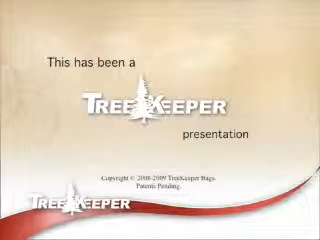 This has been a
TREEKEEPER
presentation
Copyright © 2008-2009 TreeKeeper Bags.
Patents Pending.
TREEKEEPER